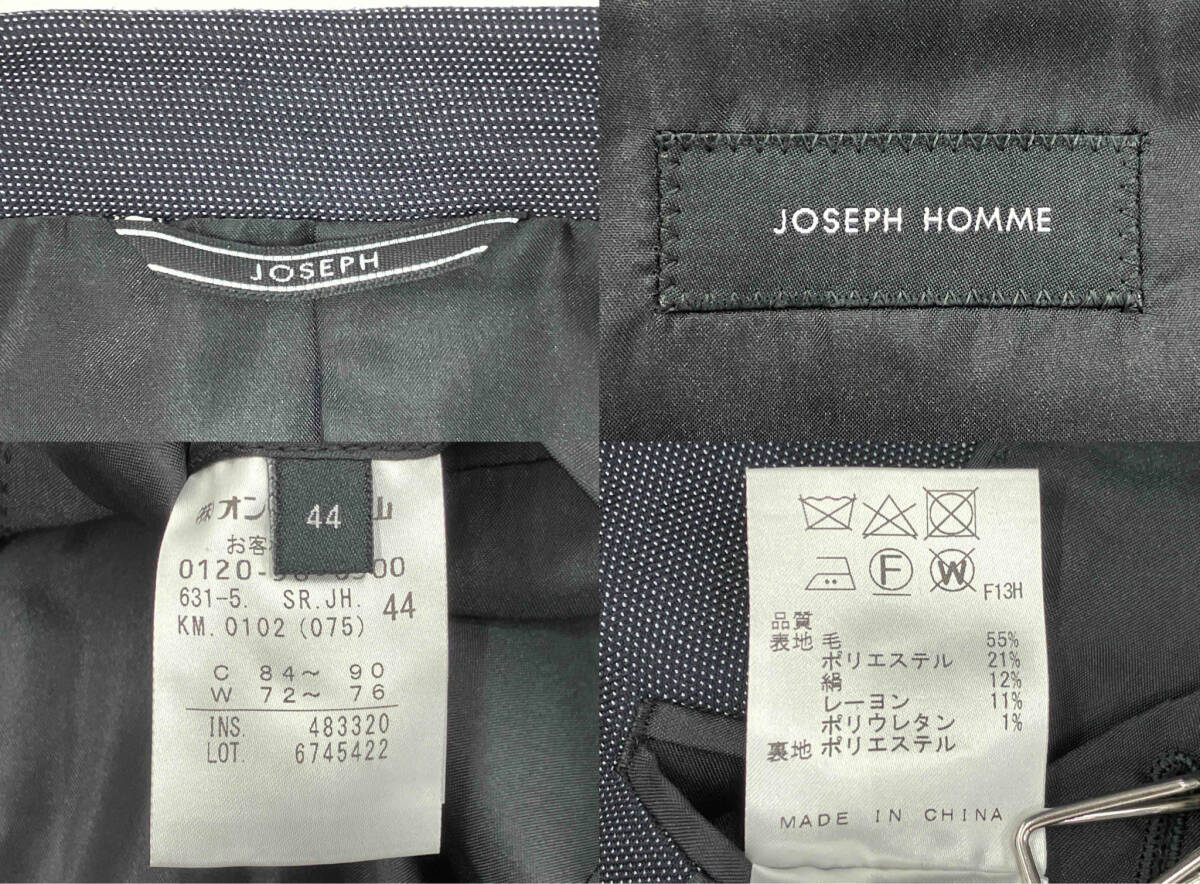 JOSEPH
JOSEPH HOMME
44
㈱オン 山
お客
0120- 00
631-5. SR.JH. 44
KM.0102(075)
C 84～90
W 72～76
INS. 483320
LOT. 6745422
F
W
F13H
品質
表地 毛 55%
ポリエステル 21%
絹 12%
レーヨン 11%
ポリウレタン 1%
裏地 ポリエステル
MADE IN CHINA